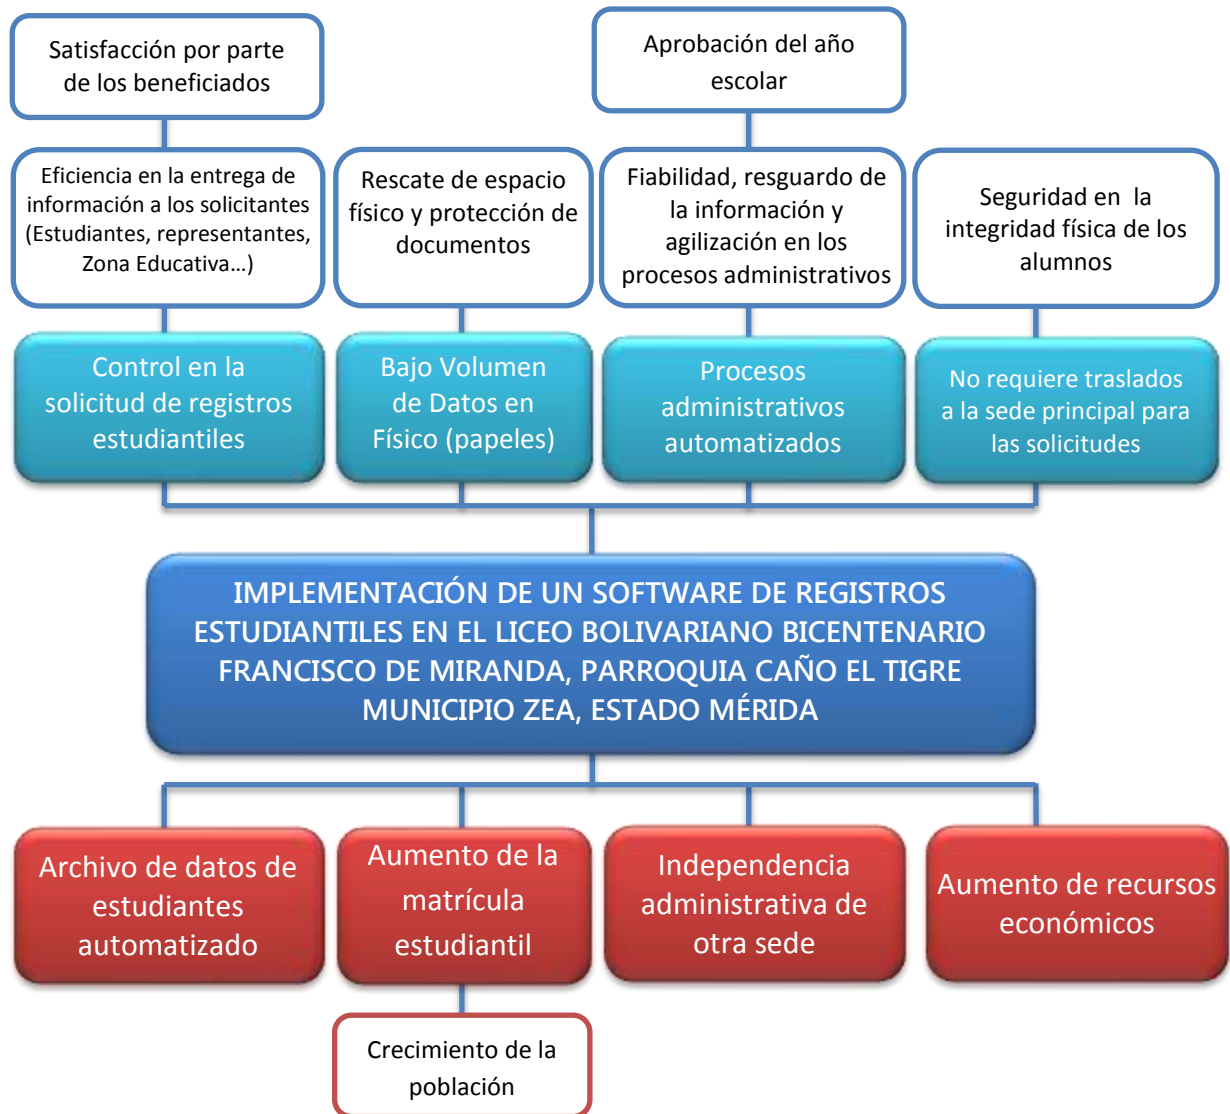 Satisfacción por parte
de los beneficiados
Aprobación del año
escolar
Eficiencia en la entrega de
información a los solicitantes
(Estudiantes, representantes,
Zona Educativa…)
Rescate de espacio
físico y protección de
documentos
Fiabilidad, resguardo de
la información y
agilización en los
procesos administrativos
Seguridad en la
integridad física de los
alumnos
Control en la
solicitud de registros
estudiantiles
Bajo Volumen
de Datos en
Físico (papeles)
Procesos
administrativos
automatizados
No requiere traslados
a la sede principal para
las solicitudes
IMPLEMENTACIÓN DE UN SOFTWARE DE REGISTROS
ESTUDIANTILES EN EL LICEO BOLIVARIANO BICENTENARIO
FRANCISCO DE MIRANDA, PARROQUIA CAÑO EL TIGRE
MUNICIPIO ZEA, ESTADO MÉRIDA
Archivo de datos de
estudiantes
automatizado
Aumento de la
matrícula
estudiantil
Independencia
administrativa de
otra sede
Aumento de recursos
económicos
Crecimiento de la
población